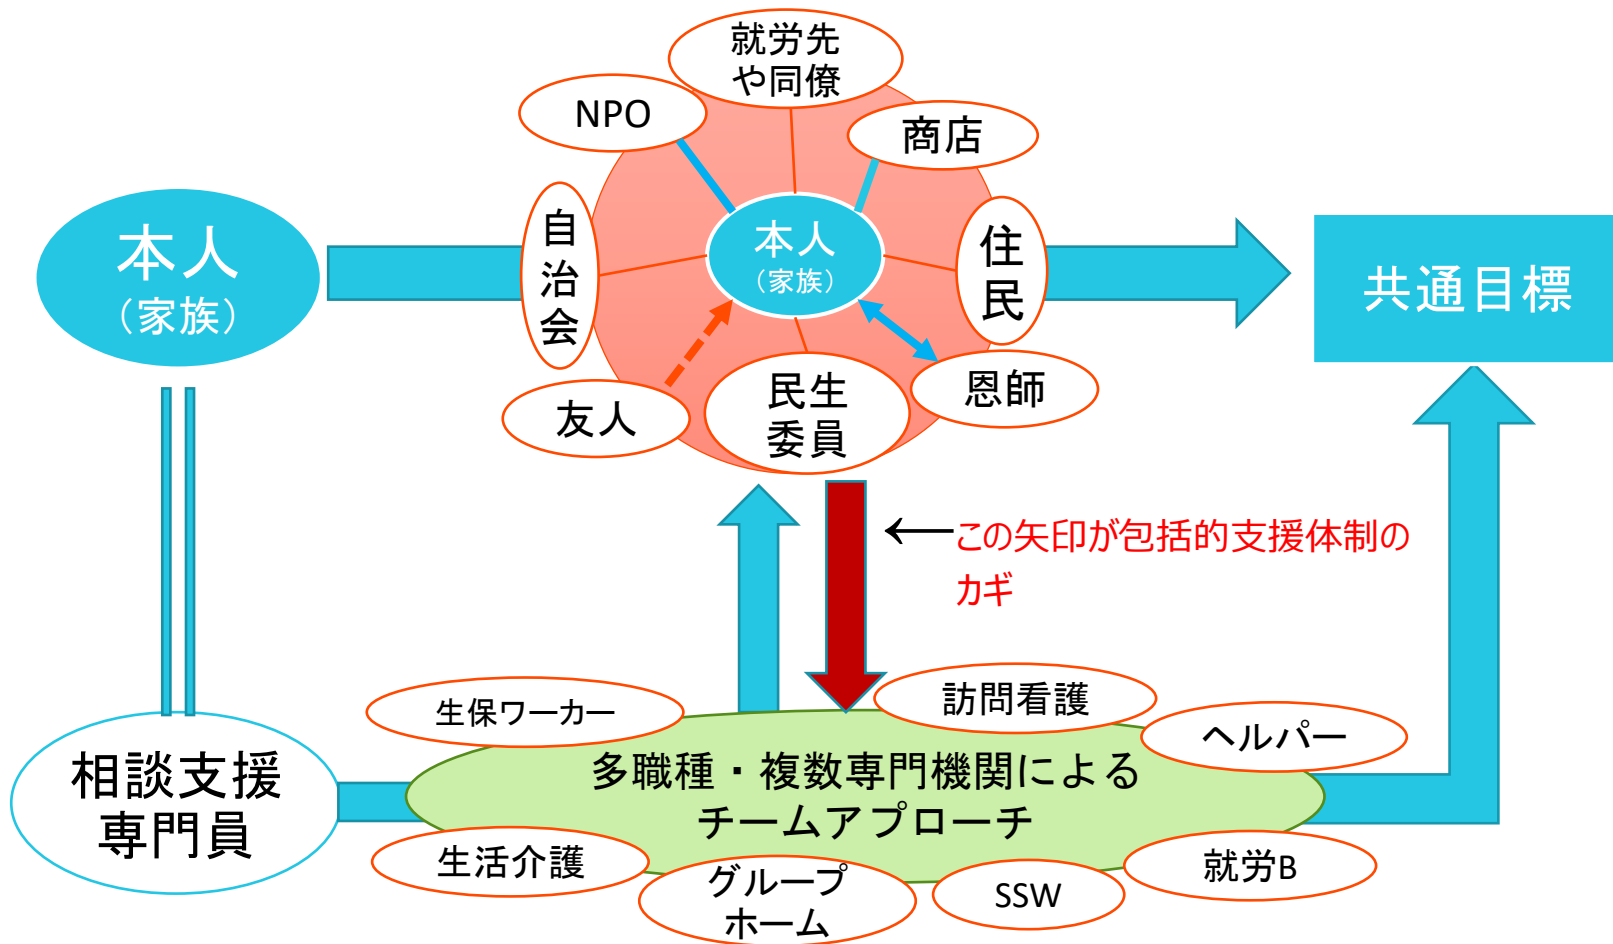 就労先
や同僚
NPO
商店
本人
（家族）
自
治
会
本人
（家族）
住
民
共通目標
友人
民生
委員
恩師
←この矢印が包括的支援体制の
カギ
生保ワーカー
訪問看護
ヘルパー
相談支援
専門員
多職種・複数専門機関による
チームアプローチ
生活介護
グループ
ホーム
SSW
就労B